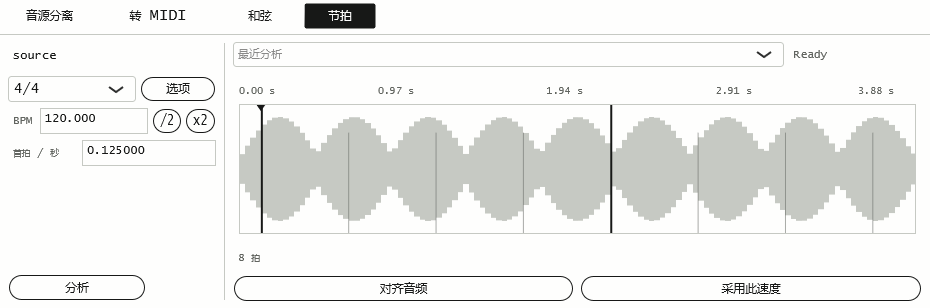 音源分离 转 MIDI 和弦 节拍
source
最近分析 Ready
4/4 选项
0.00 s 0.97 s 1.94 s 2.91 s 3.88 s
BPM 120.000 /2 x2
首拍 / 秒 0.125000
8 拍
分析 对齐音频 采用此速度